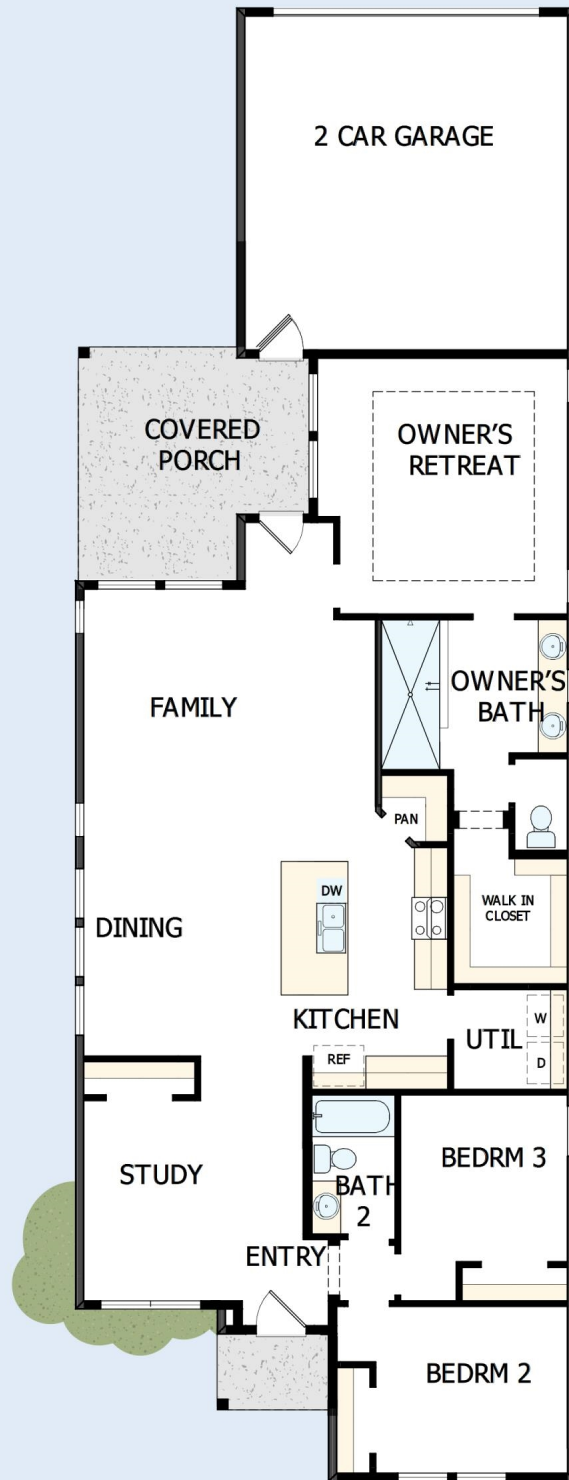 2 CAR GARAGE
COVERED
PORCH
OWNER'S
RETREAT
FAMILY
OWNER'S
BATH
PAN
DW
WALK IN
CLOSET
DINING
KITCHEN
UTIL
W
D
REF
STUDY
BATH
2
BEDRM 3
ENTRY
BEDRM 2